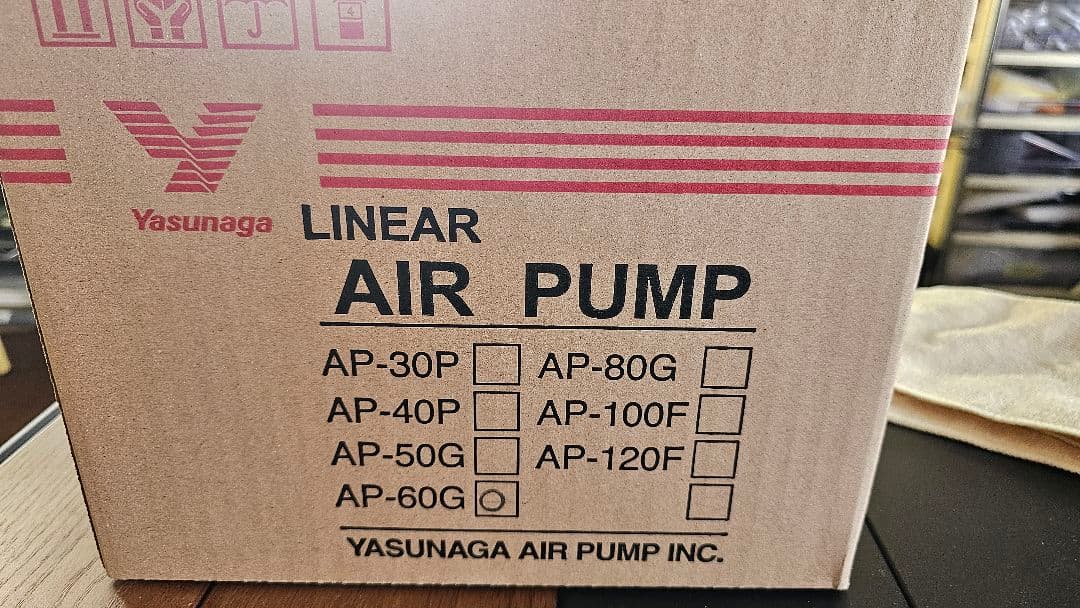 4
Yasunaga
LINEAR
AIR PUMP
AP-30P AP-80G
AP-40P AP-100F
AP-50G AP-120F
AP-60G
YASUNAGA AIR PUMP INC.